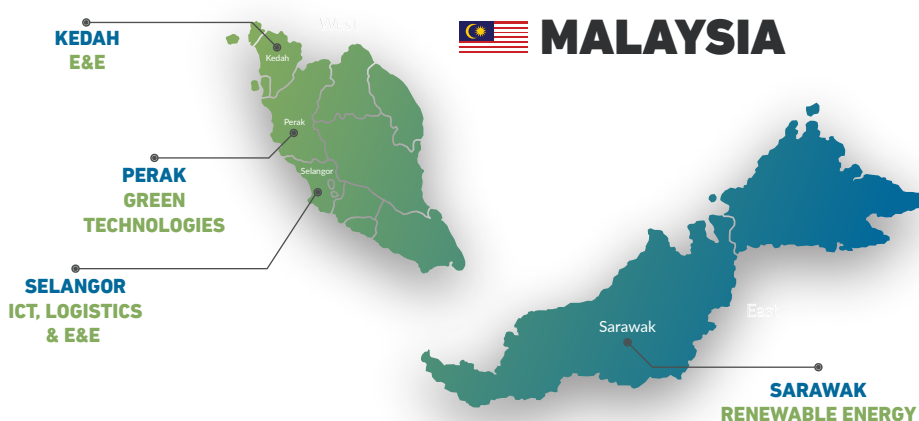 West
MALAYSIA
KEDAH
E&E
Kedah
Perak
PERAK
GREEN
TECHNOLOGIES
Selangor
SELANGOR
ICT, LOGISTICS
& E&E
East
Sarawak
SARAWAK
RENEWABLE ENERGY